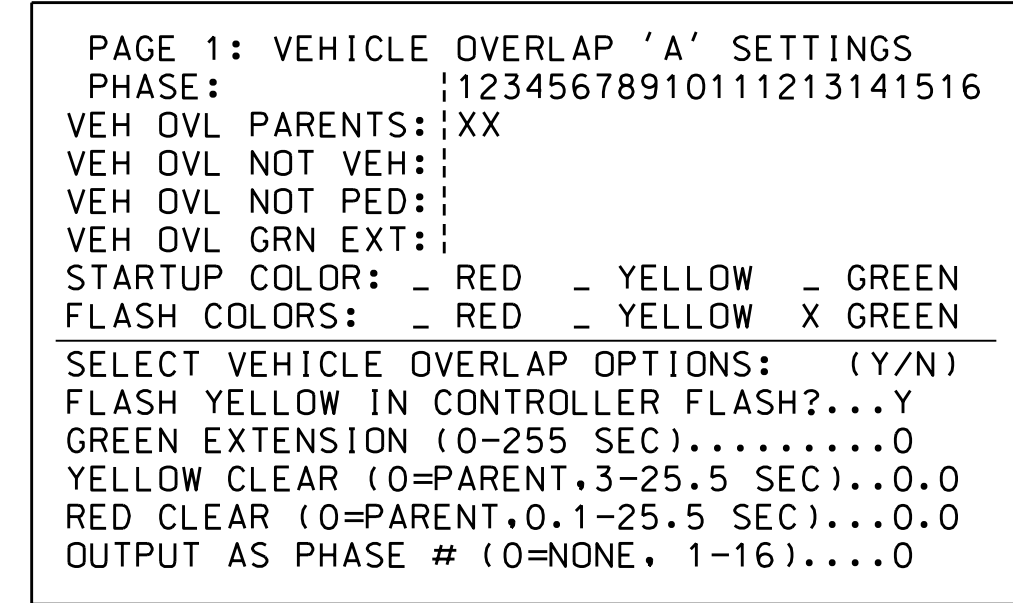 PAGE 1: VEHICLE OVERLAP 'A' SETTINGS
PHASE: ¦12345678910111213141516
VEH OVL PARENTS:¦XX
VEH OVL NOT VEH:¦
VEH OVL NOT PED:¦
VEH OVL GRN EXT:¦
STARTUP COLOR: _ RED _ YELLOW _ GREEN
FLASH COLORS: _ RED _ YELLOW X GREEN
SELECT VEHICLE OVERLAP OPTIONS: (Y/N)
FLASH YELLOW IN CONTROLLER FLASH?...Y
GREEN EXTENSION (0-255 SEC).........0
YELLOW CLEAR (0=PARENT,3-25.5 SEC)..0.0
RED CLEAR (0=PARENT,0.1-25.5 SEC)...0.0
OUTPUT AS PHASE # (0=NONE, 1-16)....0